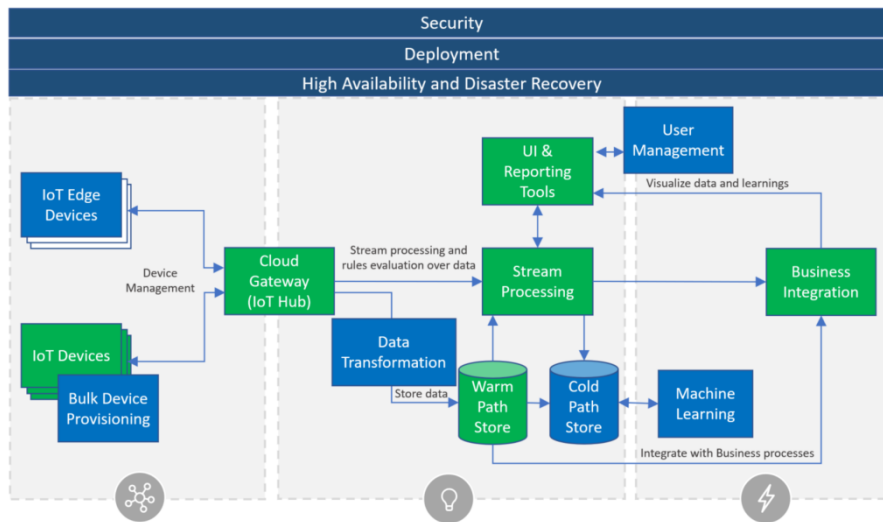 Security
Deployment
High Availability and Disaster Recovery
IoT Edge
Devices
Device
Management
IoT Devices
Bulk Device
Provisioning
Cloud
Gateway
(IoT Hub)
Stream processing and
rules evaluation over data
Data
Transformation
Store data
UI &
Reporting
Tools
User
Management
Visualize data and learnings
Stream
Processing
Business
Integration
Warm
Path
Store
Cold
Path
Store
Machine
Learning
Integrate with Business processes